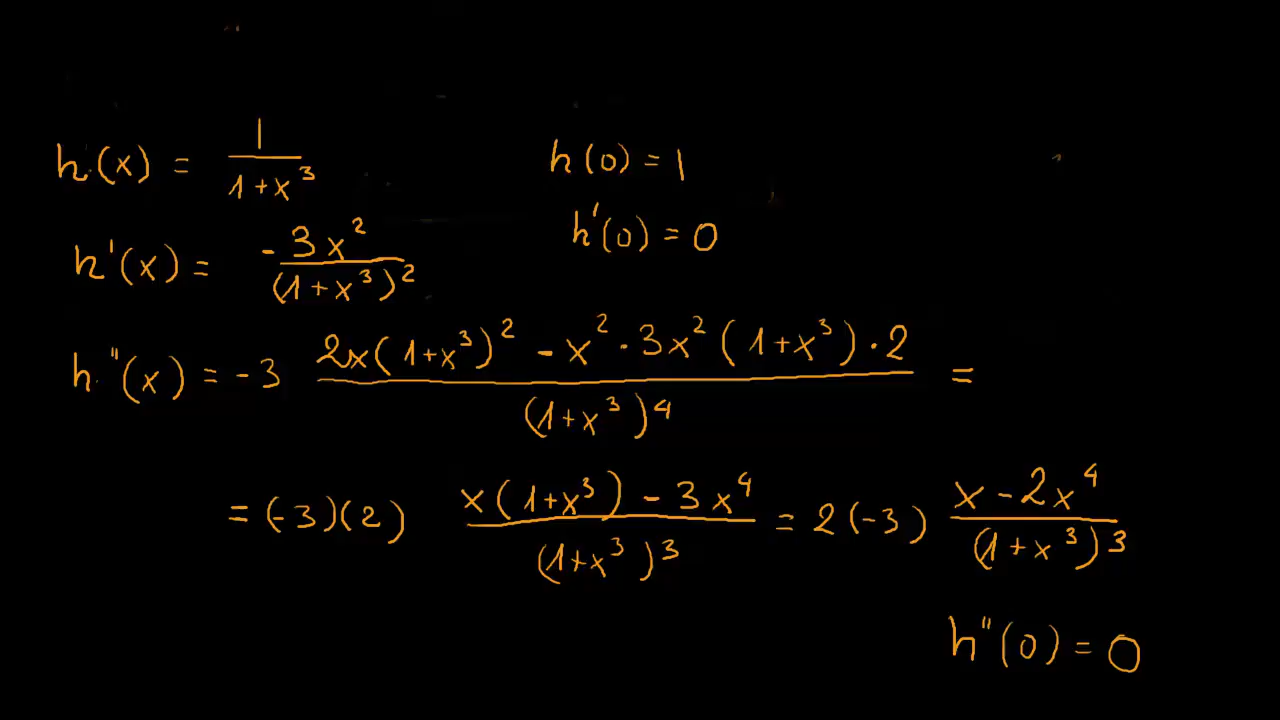 h(x) = 1/(1+x³)    h(0) = 1
h'(x) = -3x²/(1+x³)²    h'(0) = 0
h''(x) = -3 (2x(1+x³)² - x² · 3x² (1+x³) · 2)/(1+x³)⁴ =
= (-3)(2) (x(1+x³) - 3x⁴)/(1+x³)³ = 2(-3) (x - 2x⁴)/(1+x³)³
h''(0) = 0